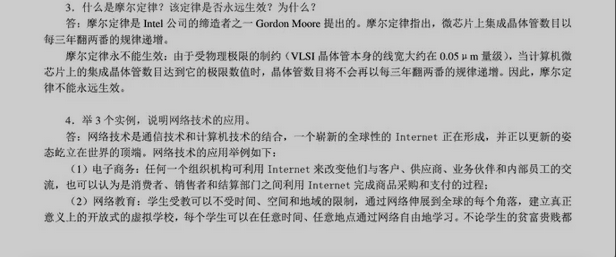 3．什么是摩尔定律？该定律是否永远生效？为什么？
答：摩尔定律是 Intel 公司的缔造者之一 Gordon Moore 提出的。摩尔定律指出，微芯片上集成晶体管数目以
每三年翻两番的规律递增。
摩尔定律永不能生效：由于受物理极限的制约（VLSI 晶体管本身的线宽大约在 0.05 μm 量级），当计算机微
芯片上的集成晶体管数目达到它的极限数值时，晶体管数目将不会再以每三年翻两番的规律递增。因此，摩尔定
律不能永远生效。
4．举 3 个实例，说明网络技术的应用。
答：网络技术是通信技术和计算机技术的结合，一个崭新的全球性的 Internet 正在形成，并正以更新的姿
态屹立在世界的顶端。网络技术的应用举例如下：
（1）电子商务：任何一个组织机构可利用 Internet 来改变他们与客户、供应商、业务伙伴和内部员工的交
流，也可以认为是消费者、销售者和结算部门之间利用 Internet 完成商品采购和支付的过程；
（2）网络教育：学生受教可以不受时间、空间和地域的限制，通过网络伸展到全球的每个角落，建立真正
意义上的开放式的虚拟学校，每个学生可以在任意时间、任意地点通过网络自由地学习。不论学生的贫富贵贱都